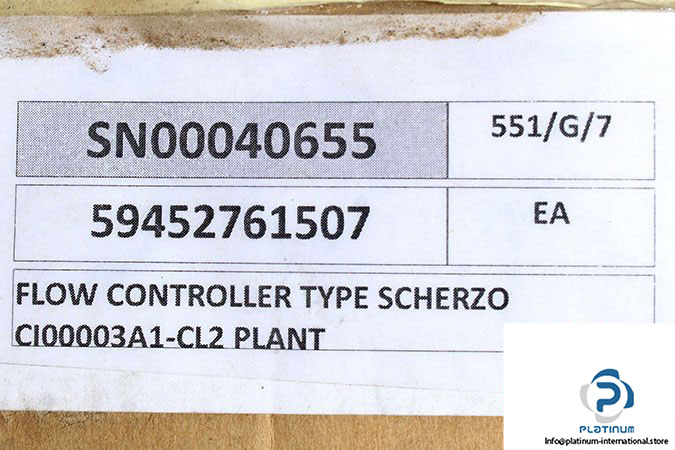 SN00040655
551/G/7
59452761507
EA
FLOW CONTROLLER TYPE SCHERZO
CI00003A1-CL2 PLANT
PLATINUM
Info@platinum-international.store